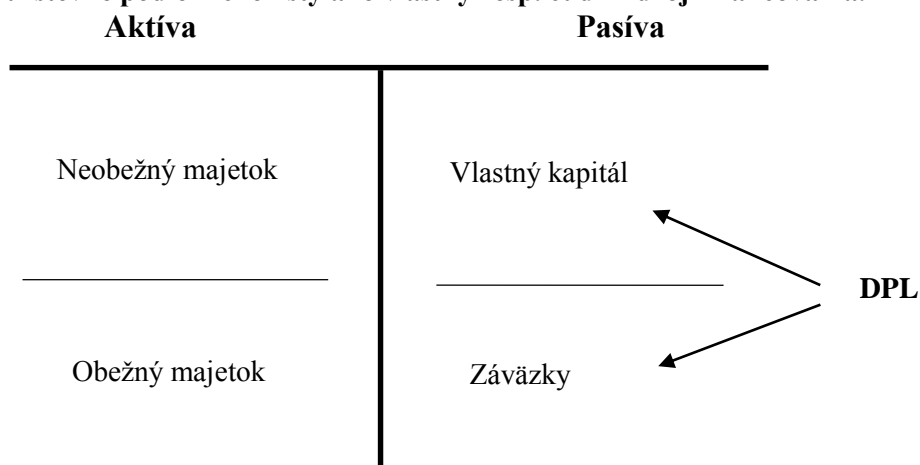 Aktíva Pasíva
Neobežný majetok Vlastný kapitál
DPL
Obežný majetok Záväzky